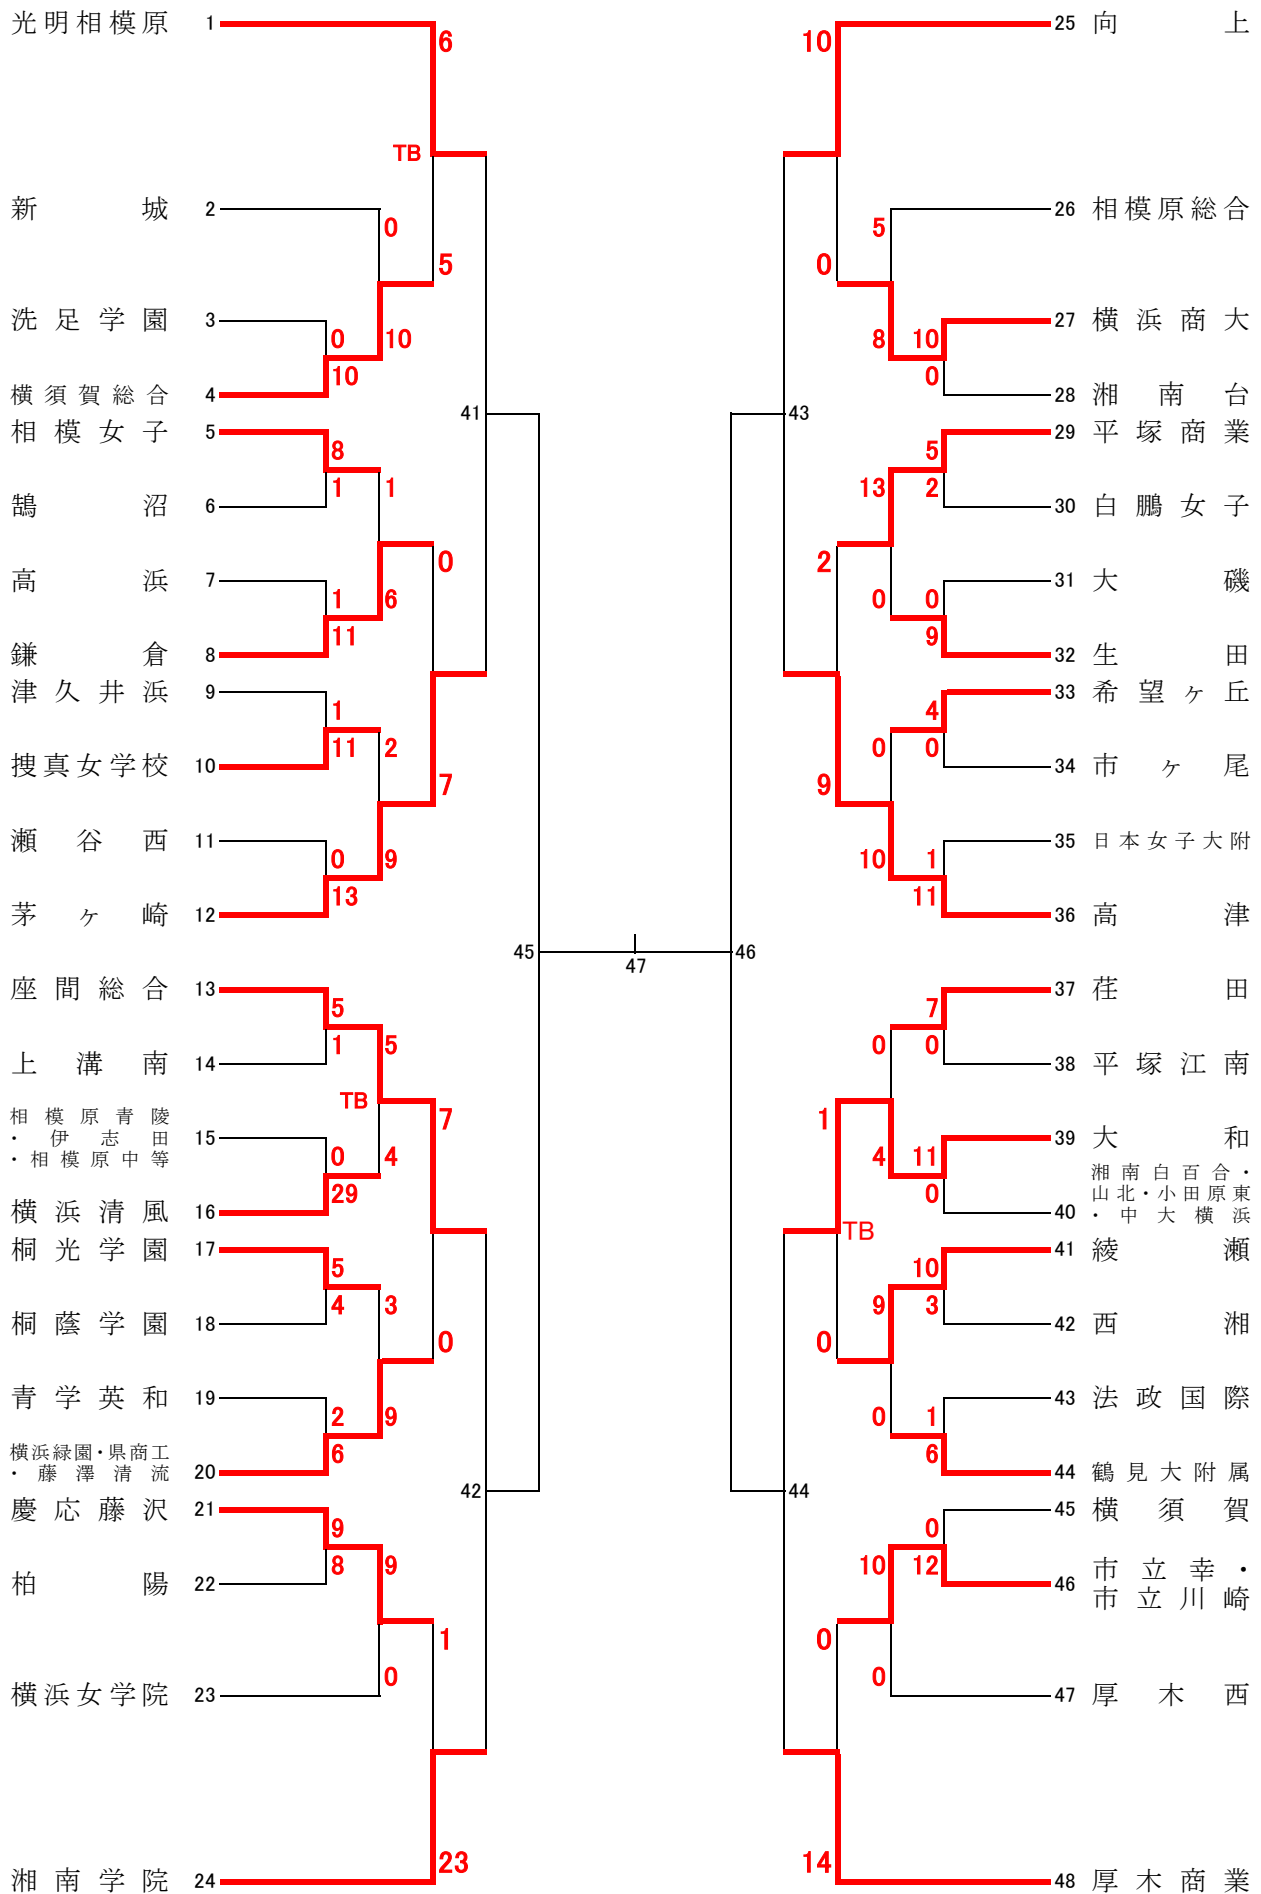 光明相模原 1
6
TB
新城 2
0
5
洗足学園 3
0
10
10
横須賀総合 4
41
相模女子 5
8
1
1
鵠沼 6
0
高浜 7
1
6
11
鎌倉 8
津久井浜 9
1
11
2
捜真女学校 10
7
瀬谷西 11
0
9
13
茅ヶ崎 12
45
座間総合 13
5
1
5
上溝南 14
TB
7
相模原青陵
・伊志田
・相模原中等
15
0
4
29
横浜清風 16
桐光学園 17
5
4
3
桐蔭学園 18
0
青学英和 19
2
9
6
横浜緑園・県商工
・藤澤清流
20
42
慶応藤沢 21
9
8
9
柏陽 22
1
0
横浜女学院 23
23
湘南学院 24
47
10
25 向上
26 相模原総合
5
0
27 横浜商大
8
10
0
28 湘南台
43
29 平塚商業
5
13
2
30 白鵬女子
2
31 大磯
0
0
9
32 生田
33 希望ヶ丘
4
0
0
34 市ヶ尾
9
35 日本女子大附
10
1
11
36 高津
46
37 荏田
7
0
0
38 平塚江南
1
39 大和
4
11
0
湘南白百合・
山北・小田原東
・中大横浜
40
TB
41 綾瀬
10
9
3
42 西湘
0
43 法政国際
0
1
6
44 鶴見大附属
44
45 横須賀
0
10
12
46 市立幸・
市立川崎
0
0
47 厚木西
14
48 厚木商業